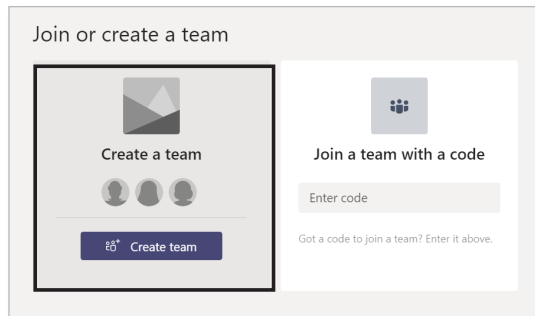 Join or create a team
Create a team
Create team
Join a team with a code
Enter code
Got a code to join a team? Enter it above.